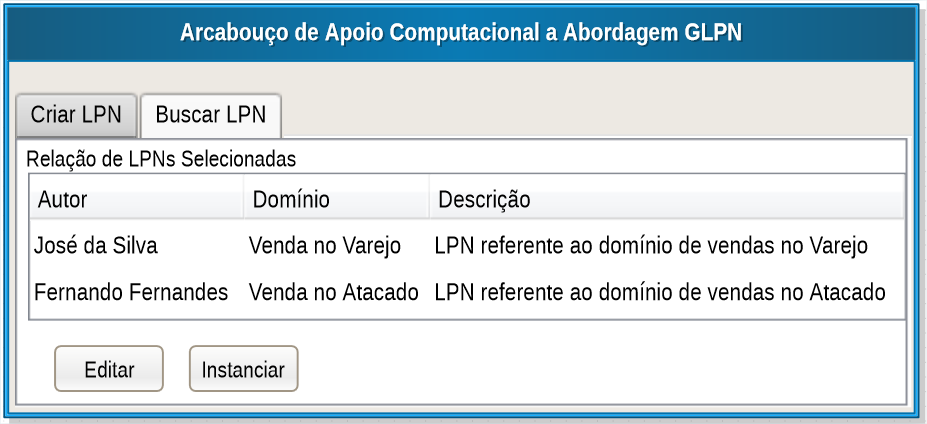 Arcabouço de Apoio Computacional a Abordagem GLPN
Criar LPN Buscar LPN
Relação de LPNs Selecionadas
Autor Domínio Descrição
José da Silva Venda no Varejo LPN referente ao domínio de vendas no Varejo
Fernando Fernandes Venda no Atacado LPN referente ao domínio de vendas no Atacado
Editar Instanciar